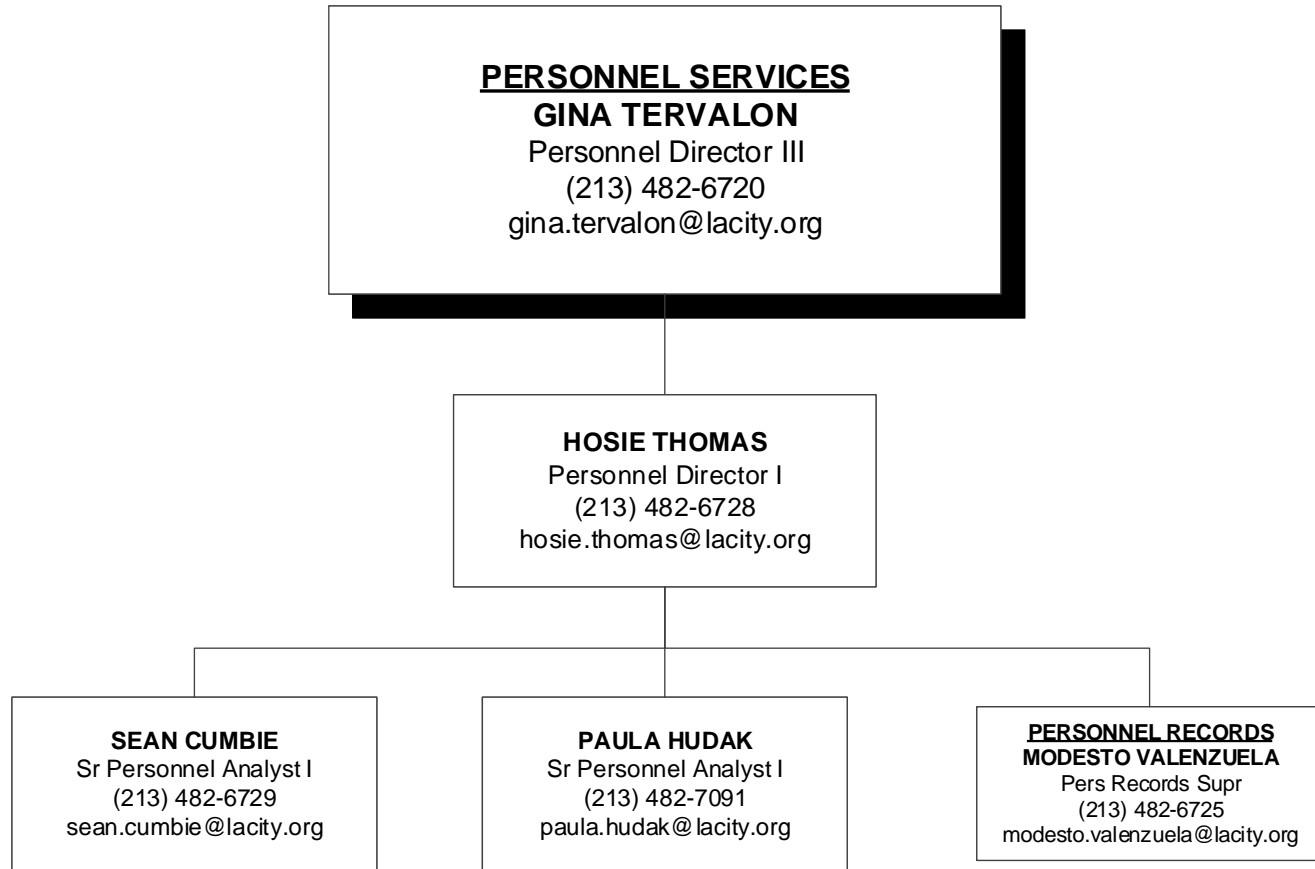 PERSONNEL SERVICES
GINA TERVALON
Personnel Director III
(213) 482-6720
gina.tervalon@lacity.org
HOSIE THOMAS
Personnel Director I
(213) 482-6728
hosie.thomas@lacity.org
SEAN CUMBIE
Sr Personnel Analyst I
(213) 482-6729
sean.cumbie@lacity.org
PAULA HUDAK
Sr Personnel Analyst I
(213) 482-7091
paula.hudak@lacity.org
PERSONNEL RECORDS
MODESTO VALENZUELA
Pers Records Supr
(213) 482-6725
modesto.valenzuela@lacity.org